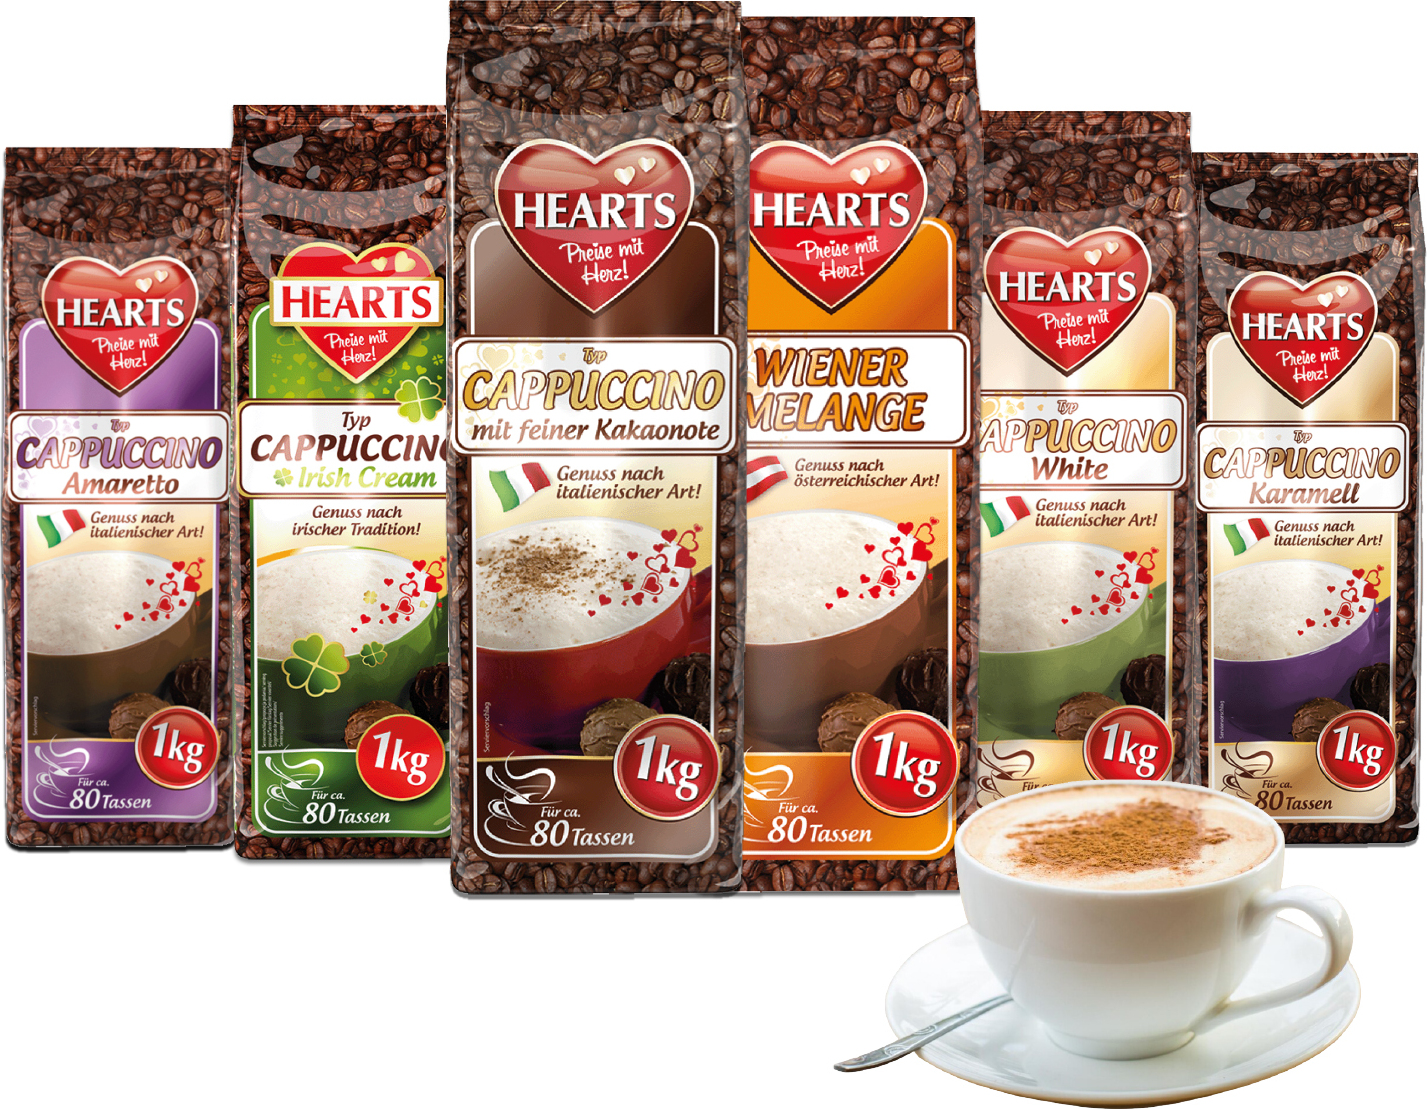 HEARTS
Preise mit
Herz!
Typ
CAPPUCCINO
Amaretto
Genuss nach
italienischer Art!
Serviervorschlag
1kg
Für ca.
80 Tassen
HEARTS
Preise mit
Herz!
Typ
CAPPUCCINO
Irish Cream
Genuss nach
irischer Tradition!
1kg
Für ca.
80 Tassen
HEARTS
Preise mit
Herz!
Typ
CAPPUCCINO
mit feiner Kakaonote
Genuss nach
italienischer Art!
Serviervorschlag
1kg
Für ca.
80 Tassen
HEARTS
Preise mit
Herz!
WIENER
MELANGE
Genuss nach
österreichischer Art!
1kg
Für ca.
80 Tassen
HEARTS
Preise mit
Herz!
Typ
APPUCCINO
White
Genuss nach
italienischer Art!
1kg
Für
HEARTS
Preise mit
Herz!
Typ
CAPPUCCINO
Karamell
Genuss nach
italienischer Art!
1kg
Für ca.
80 Tassen